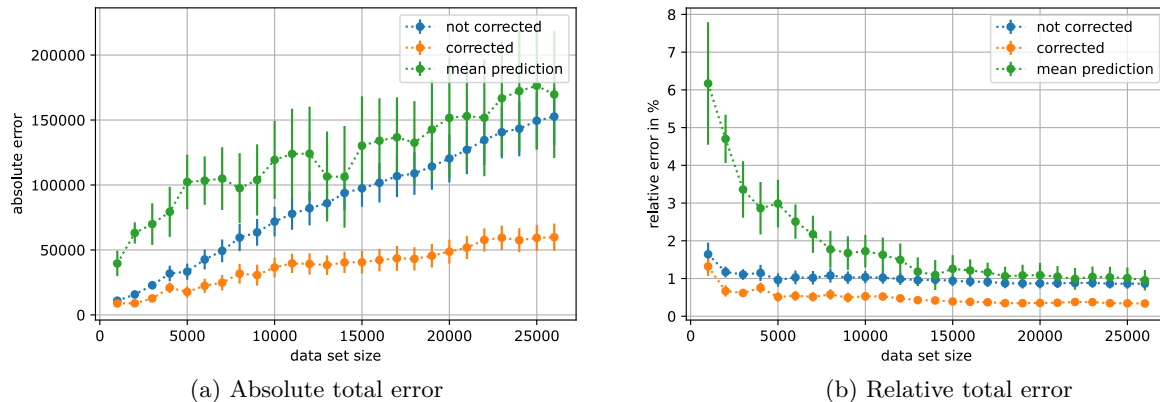 not corrected
corrected
mean prediction
200000
150000
100000
50000
0
absolute error
0 5000 10000 15000 20000 25000
data set size
(a) Absolute total error
not corrected
corrected
mean prediction
8
7
6
5
4
3
2
1
0
relative error in %
0 5000 10000 15000 20000 25000
data set size
(b) Relative total error